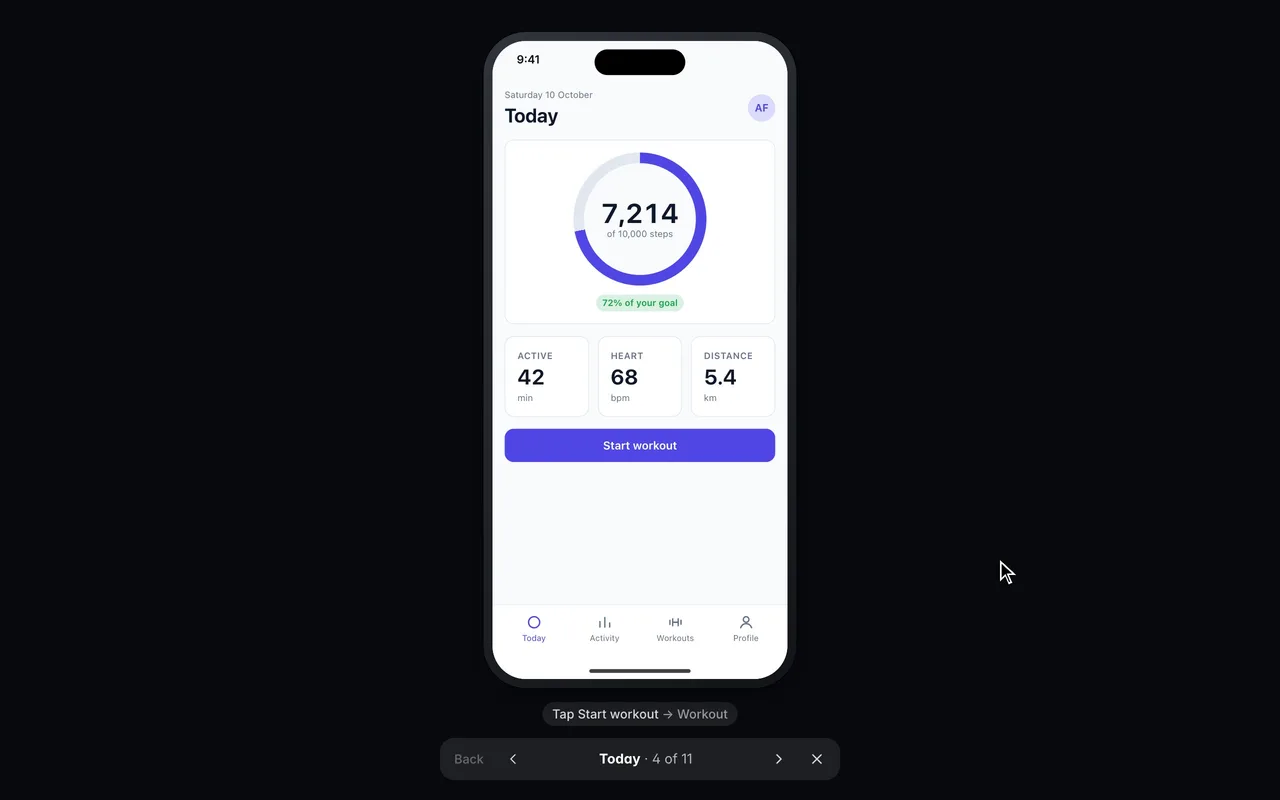 9:41
Saturday 10 October
Today
AF
7,214
of 10,000 steps
72% of your goal
ACTIVE
42
min
HEART
68
bpm
DISTANCE
5.4
km
Start workout
Today
Activity
Workouts
Profile
Tap Start workout → Workout
Back
Today · 4 of 11